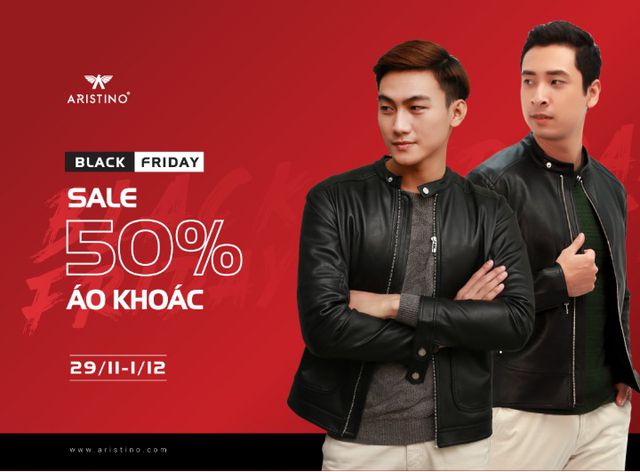 ARISTINO®
BLACK FRIDAY
SALE
50%
ÁO KHOÁC
29/11-1/12
www.aristino.com